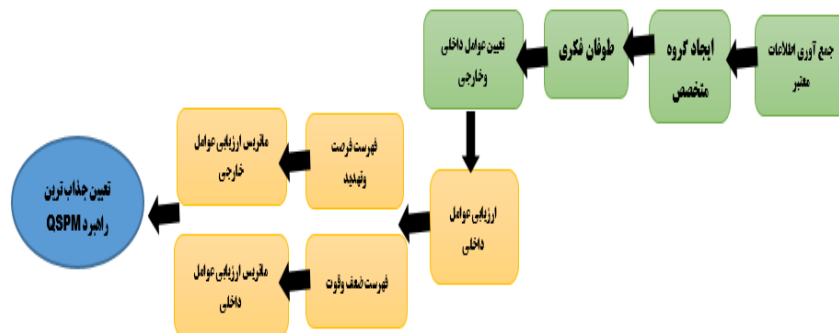 جمع آوری اطلاعات
معتبر
ایجاد گروه
متخصص
طوفان فکری
تعیین عوامل داخلی
وخارجی
ارزیابی عوامل
داخلی
فهرست فرصت
وتهدید
ماتریس ارزیابی عوامل
خارجی
فهرست ضعف وقوت
ماتریس ارزیابی عوامل
داخلی
تعیین جذاب ترین
راهبرد QSPM